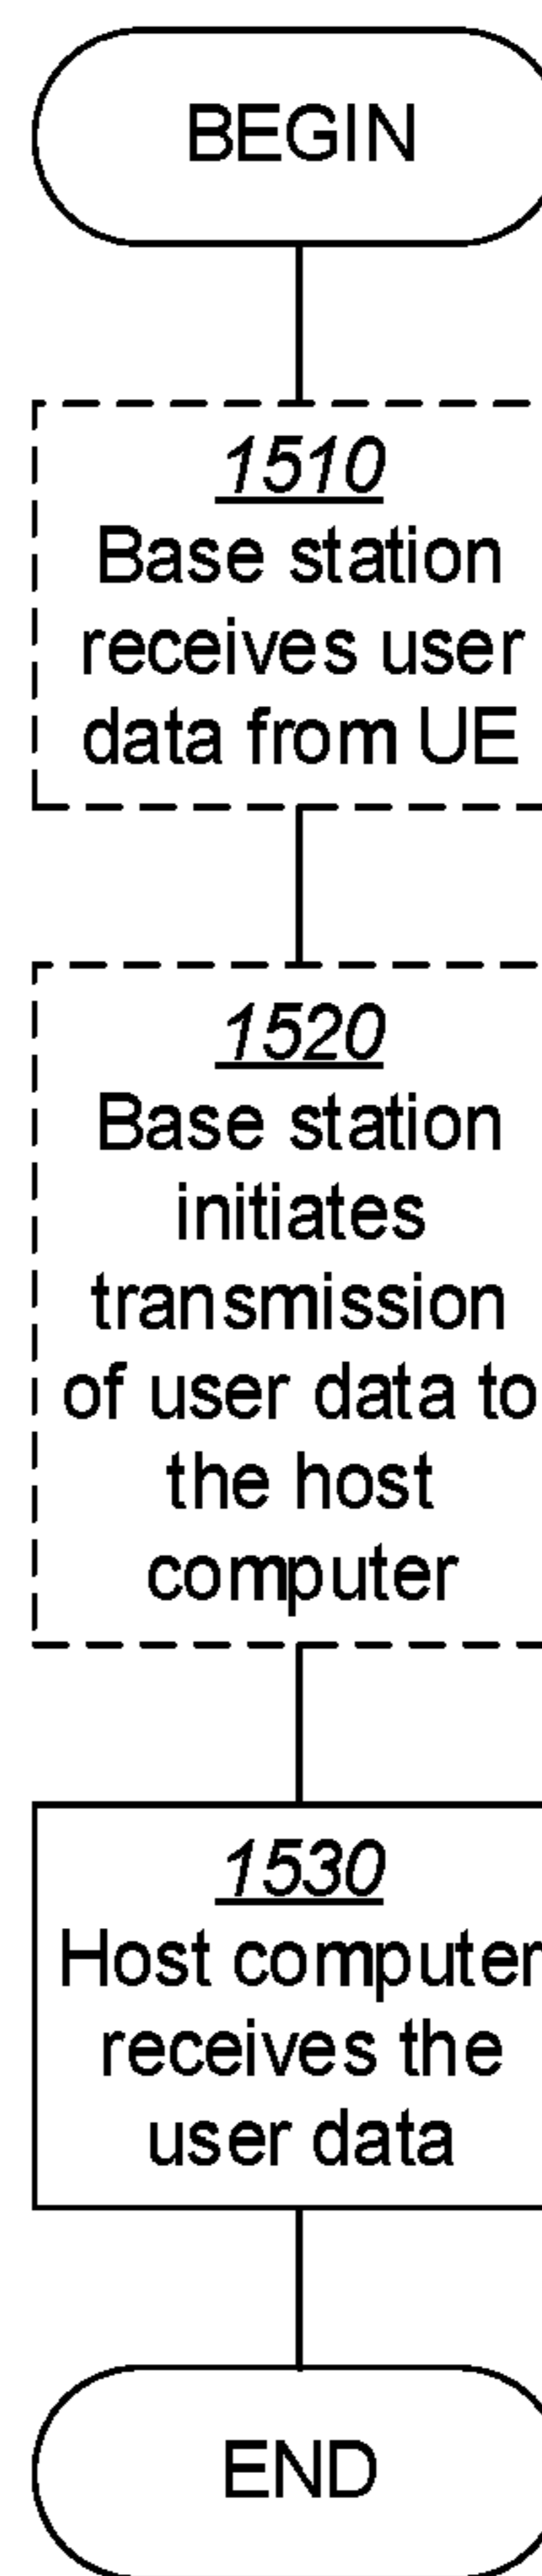 BEGIN
1510
Base station
receives user
data from UE
1520
Base station
initiates
transmission
of user data to
the host
computer
1530
Host computer
receives the
user data
END